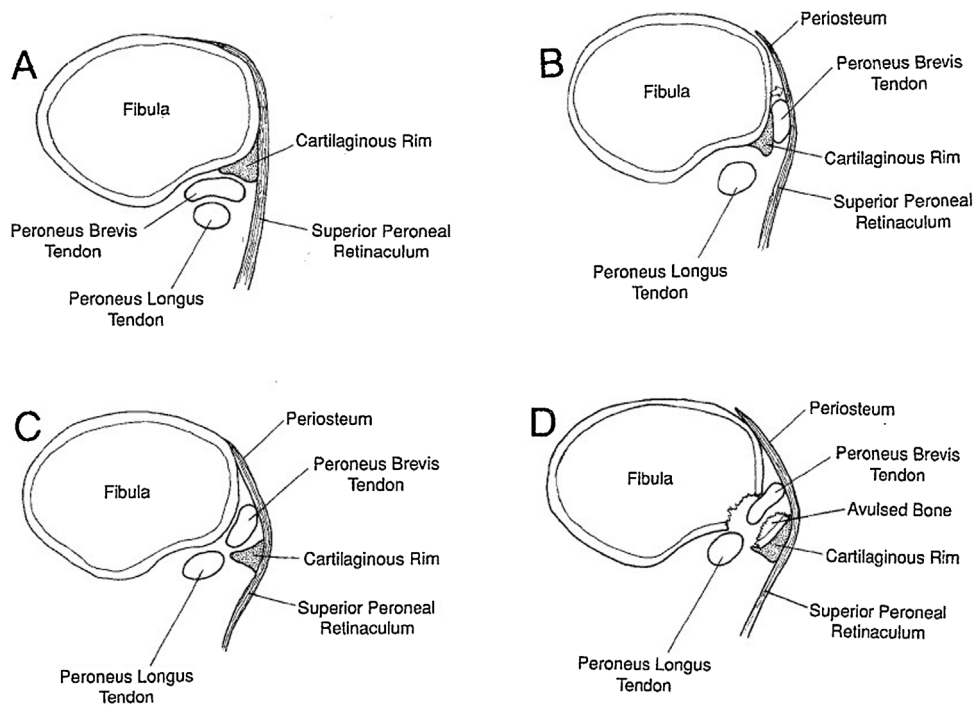 A
Fibula
Cartilaginous Rim
Peroneus Brevis
Tendon
Superior Peroneal
Retinaculum
Peroneus Longus
Tendon
B
Periosteum
Peroneus Brevis
Tendon
Fibula
Cartilaginous Rim
Superior Peroneal
Retinaculum
Peroneus Longus
Tendon
C
Periosteum
Peroneus Brevis
Tendon
Fibula
Cartilaginous Rim
Superior Peroneal
Retinaculum
Peroneus Longus
Tendon
D
Periosteum
Peroneus Brevis
Tendon
Fibula
Avulsed Bone
Cartilaginous Rim
Superior Peroneal
Retinaculum
Peroneus Longus
Tendon